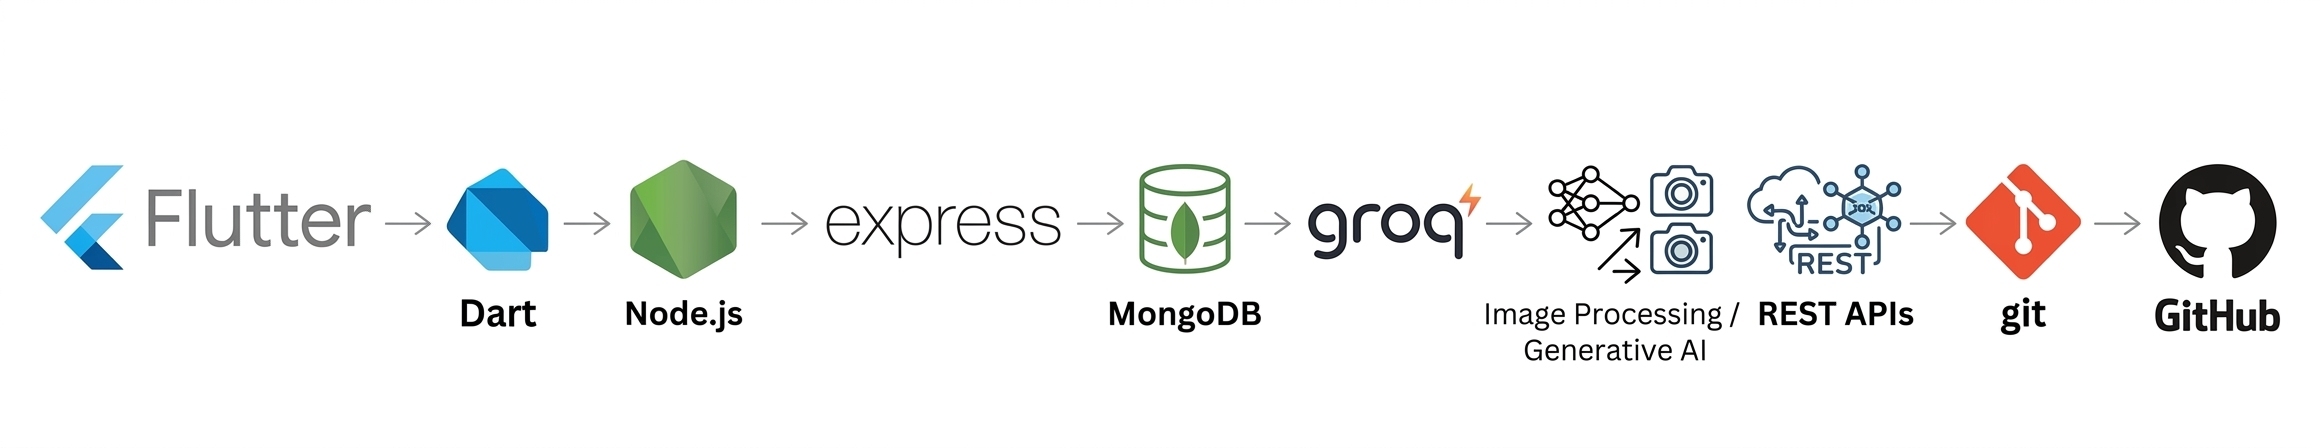 Flutter
Dart
Node.js
express
MongoDB
groq
Image Processing /
Generative AI
REST
REST APIs
git
GitHub